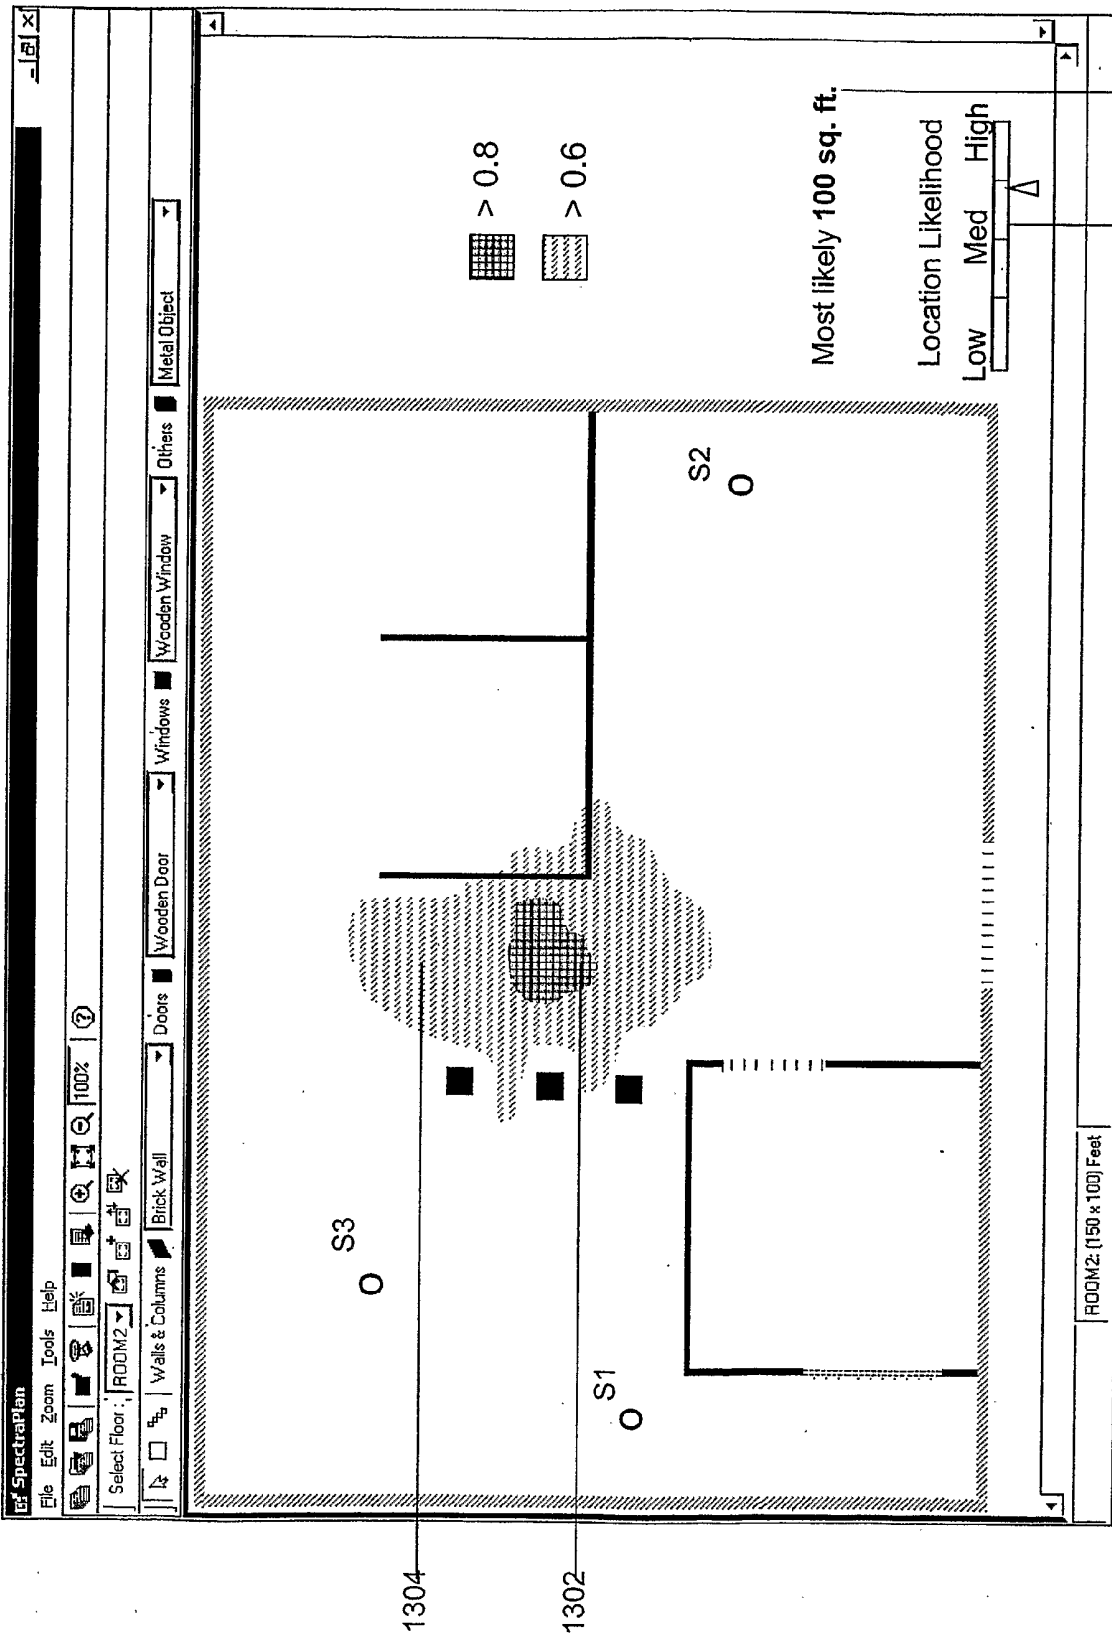 SpectraPlan
File Edit Zoom Tools Help
100%
Select Floor: ROOM2
Walls & Columns Brick Wall Doors Wooden Door Windows Wooden Window Others Metal Object
> 0.8
> 0.6
S3
S1
S2
Most likely 100 sq. ft.
Location Likelihood
Low Med High
1304
1302
ROOM2: (150 x 100) Feet